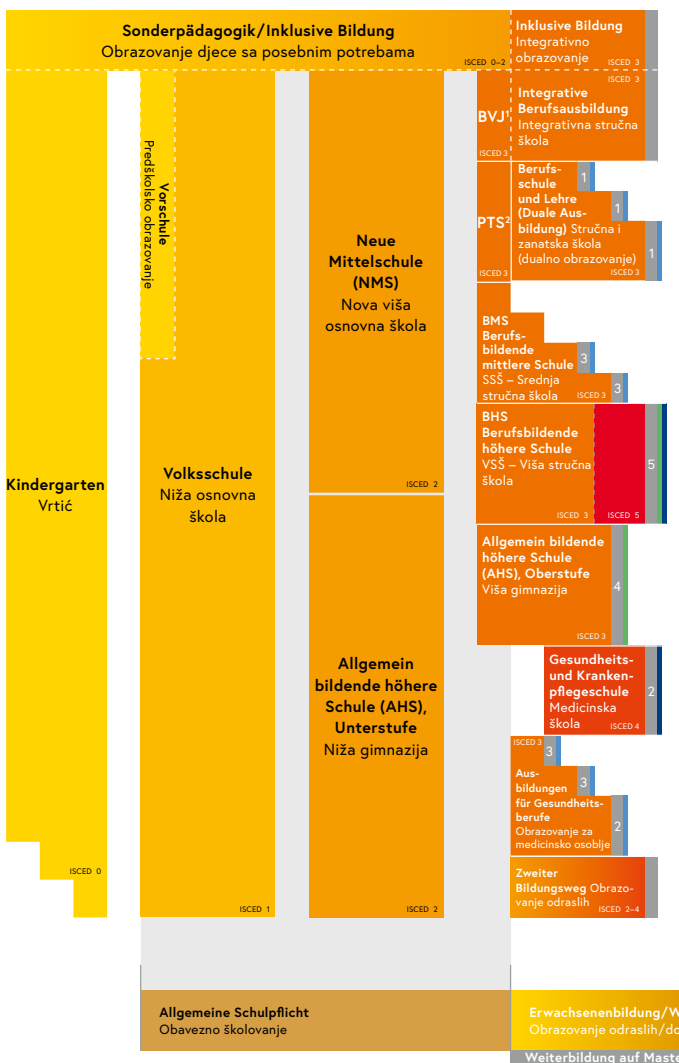 Sonderpädagogik/Inklusive Bildung
Obrazovanje djece sa posebnim potrebama
ISCED 0–2
Inklusive Bildung
Integrativno
obrazovanje
ISCED 3
ISCED 3
Integrative
Berufsausbildung
Integrativna stručna
škola
BVJ¹
ISCED 3
Vorschule
Predškolsko obrazovanje
Berufs-
schule
und Lehre
(Duale Aus-
bildung) Stručna i
zanatska škola
(dualno obrazovanje)
ISCED 3
1
1
1
PTS²
ISCED 3
Neue
Mittelschule
(NMS)
Nova viša
osnovna škola
ISCED 2
BMS
Berufs-
bildende
mittlere Schule
SSŠ – Srednja
stručna škola
ISCED 3
3
3
BHS
Berufsbildende
höhere Schule
VSŠ – Viša stručna
škola
ISCED 3
ISCED 5
5
Kindergarten
Vrtić
ISCED 0
Volksschule
Niža osnovna
škola
ISCED 1
Allgemein bildende
höhere Schule
(AHS), Oberstufe
Viša gimnazija
ISCED 3
4
Allgemein
bildende höhere
Schule (AHS),
Unterstufe
Niža gimnazija
ISCED 2
Gesundheits-
und Kranken-
pflegeschule
Medicinska
škola
ISCED 4
2
ISCED 3
3
Aus-
bildungen
für Gesundheits-
berufe
Obrazovanje za
medicinsko osoblje
3
2
Zweiter
Bildungsweg Obrazo-
vanje odraslih
ISCED 2–4
Allgemeine Schulpflicht
Obavezno školovanje
Erwachsenenbildung/W
Obrazovanje odraslih/do
Weiterbildung auf Maste